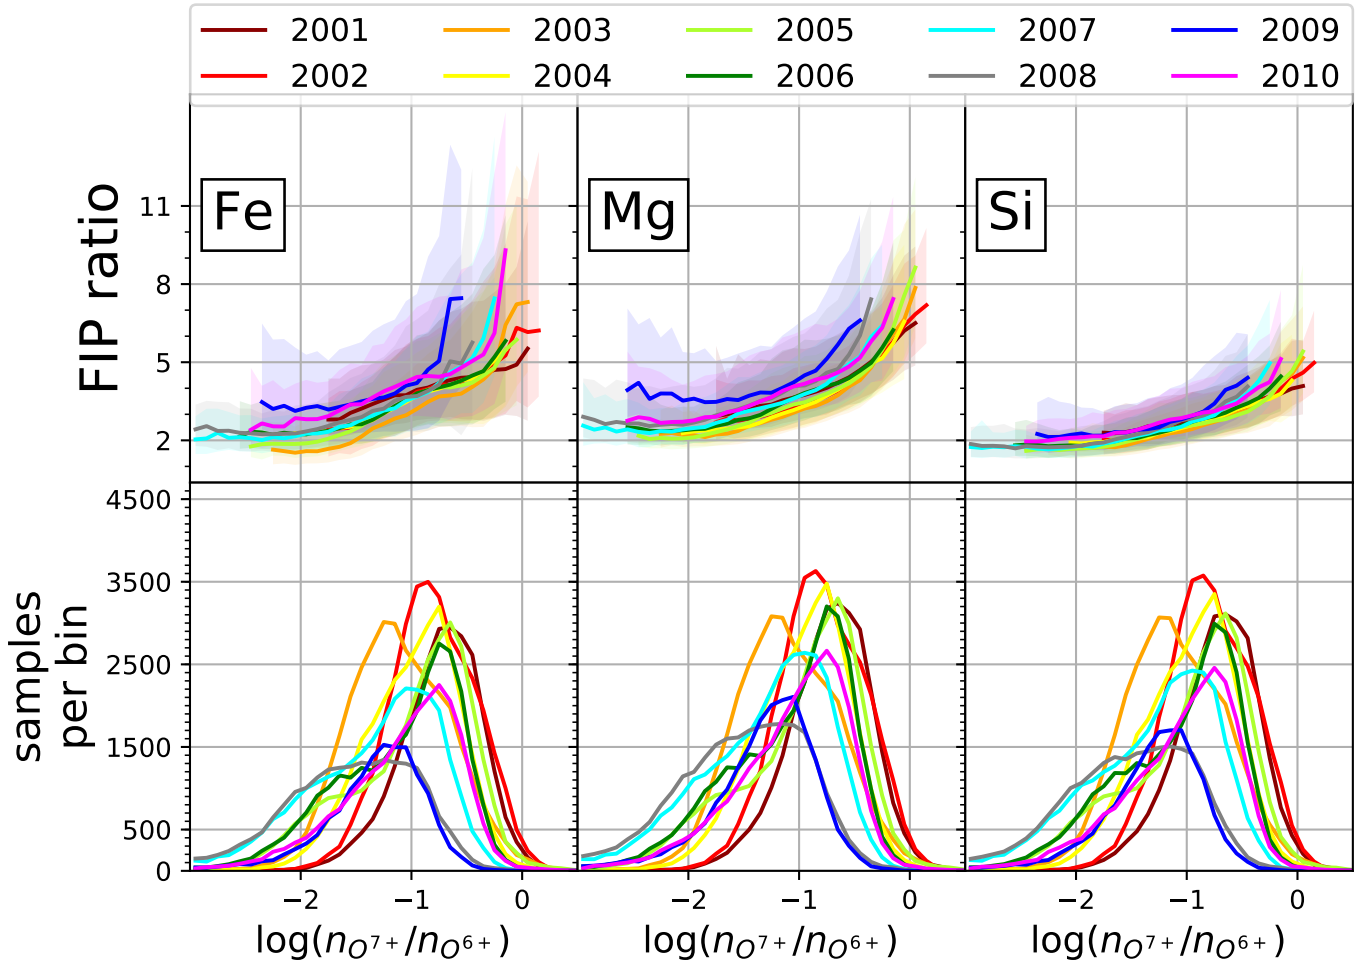 2001 2003 2005 2007 2009
2002 2004 2006 2008 2010
FIP ratio
11
8
5
2
Fe
Mg
Si
samples
per bin
4500
3500
2500
1500
500
0
−2 −1 0 −2 −1 0 −2 −1 0
log(n_{O^{7+}}/n_{O^{6+}}) log(n_{O^{7+}}/n_{O^{6+}}) log(n_{O^{7+}}/n_{O^{6+}})